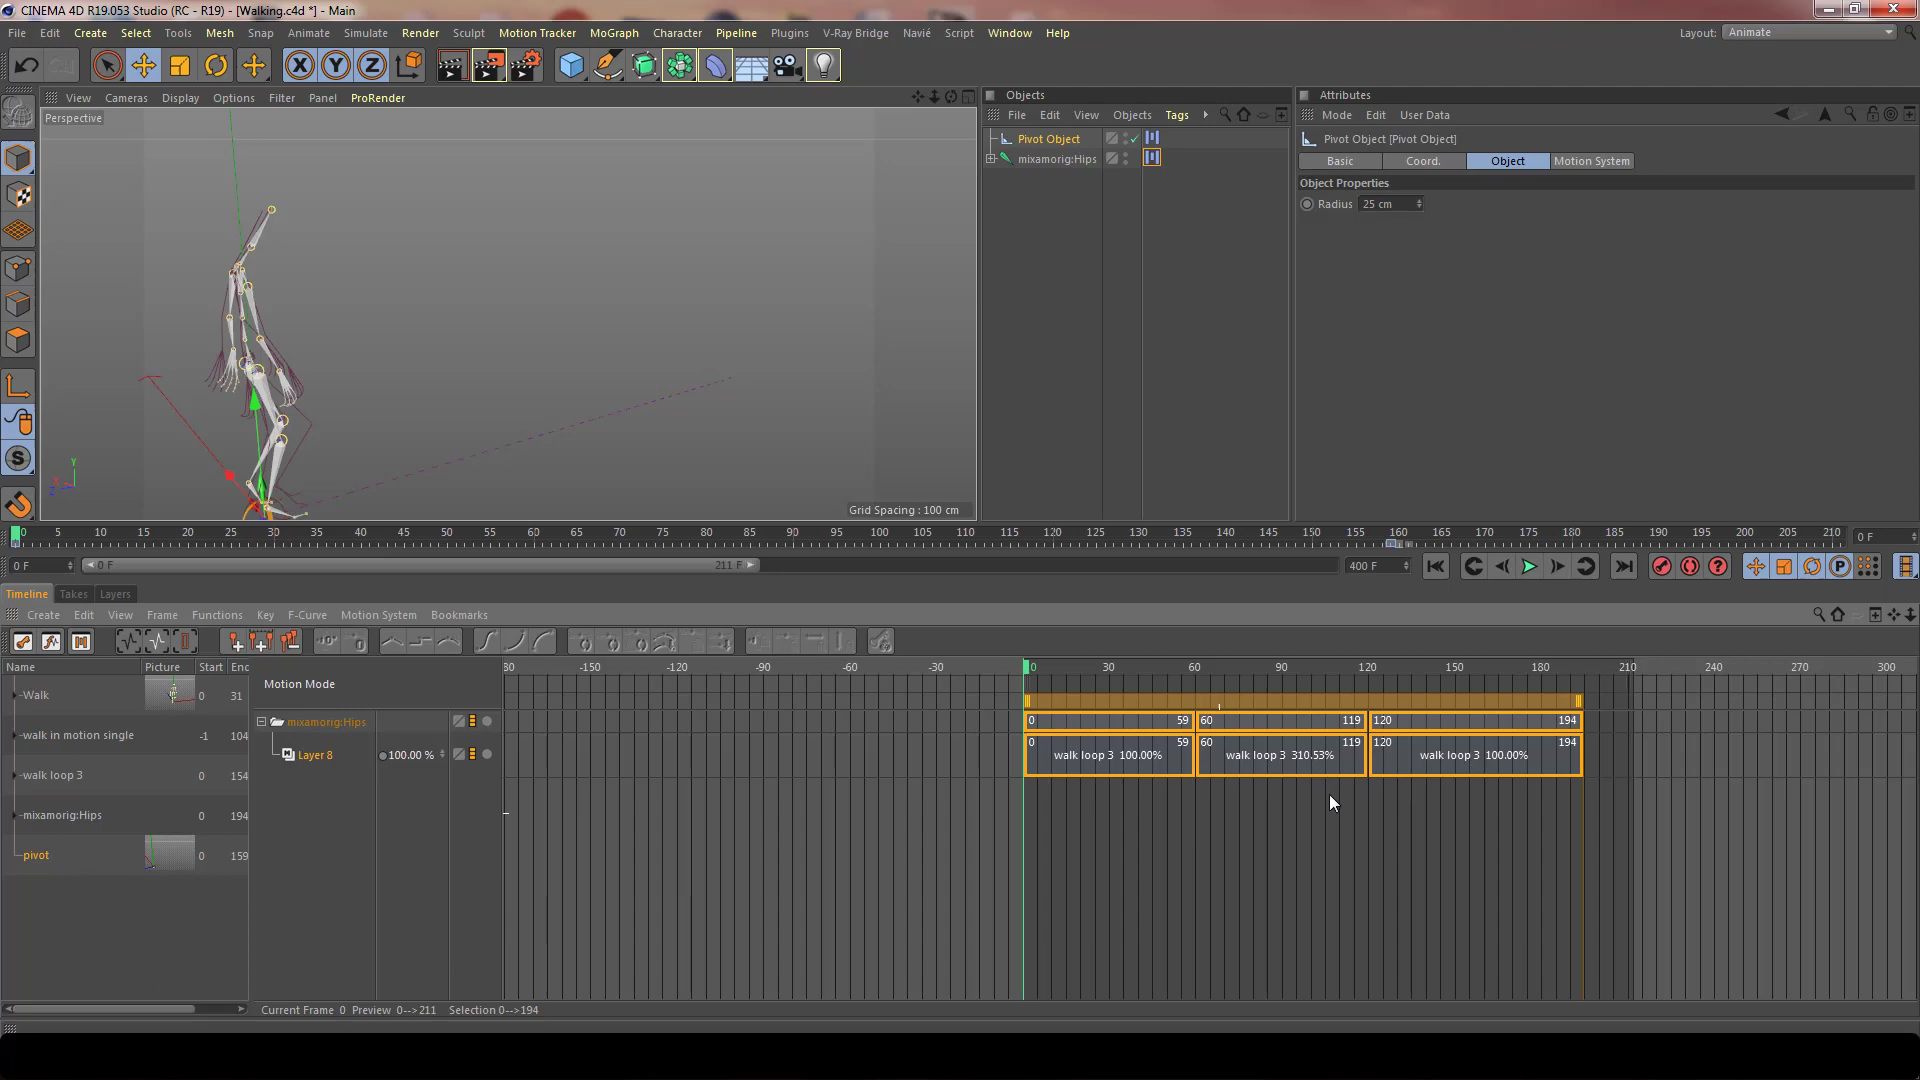 CINEMA 4D R19.053 Studio (RC - R19) - [Walking.c4d *] - Main
File Edit Create Select Tools Mesh Snap Animate Simulate Render Sculpt Motion Tracker MoGraph Character Pipeline Plugins V-Ray Bridge Navié Script Window Help
Layout: Animate
X Y Z
View Cameras Display Options Filter Panel ProRender
Objects
Attributes
Perspective
File Edit View Objects Tags
Mode Edit User Data
Pivot Object
mixamorig:Hips
Pivot Object [Pivot Object]
Basic Coord. Object Motion System
Object Properties
Radius 25 cm
Y
X
Z
Grid Spacing : 100 cm
0 5 10 15 20 25 30 35 40 45 50 55 60 65 70 75 80 85 90 95 100 105 110 115 120 125 130 135 140 145 150 155 160 165 170 175 180 185 190 195 200 205 210
0 F
0 F 0 F 211 F 400 F
P
S
Timeline Takes Layers
Create Edit View Frame Functions Key F-Curve Motion System Bookmarks
Name Picture Start Enc
80 -150 -120 -90 -60 -30 0 30 60 90 120 150 180 210 240 270 300
Motion Mode
Walk 0 31
walk in motion single -1 104
walk loop 3 0 154
mixamorig:Hips 0 194
pivot 0 159
mixamorig:Hips
Layer 8 100.00 %
0 59 60 119 120 194
0 59 60 119 120 194
walk loop 3 100.00% walk loop 3 310.53% walk loop 3 100.00%
Current Frame 0 Preview 0-->211 Selection 0-->194